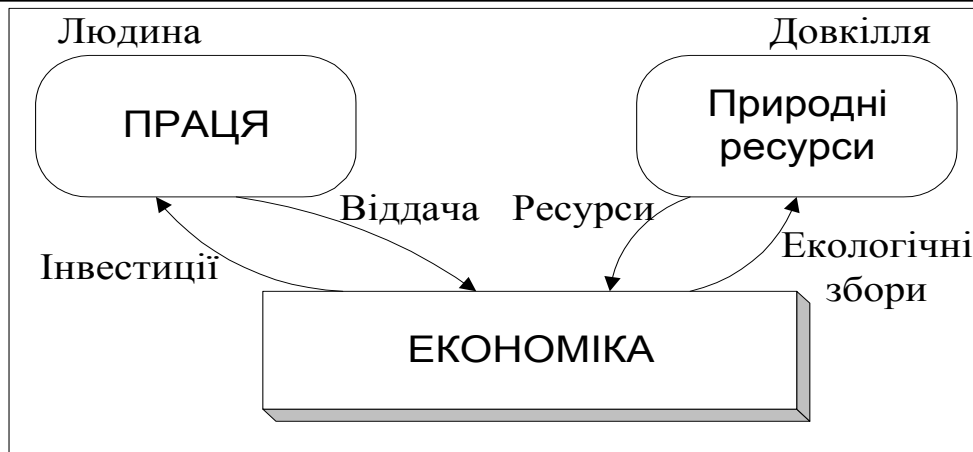 Людина
Довкілля
ПРАЦЯ
Природні
ресурси
Віддача
Ресурси
Інвестиції
Екологічні
збори
ЕКОНОМІКА